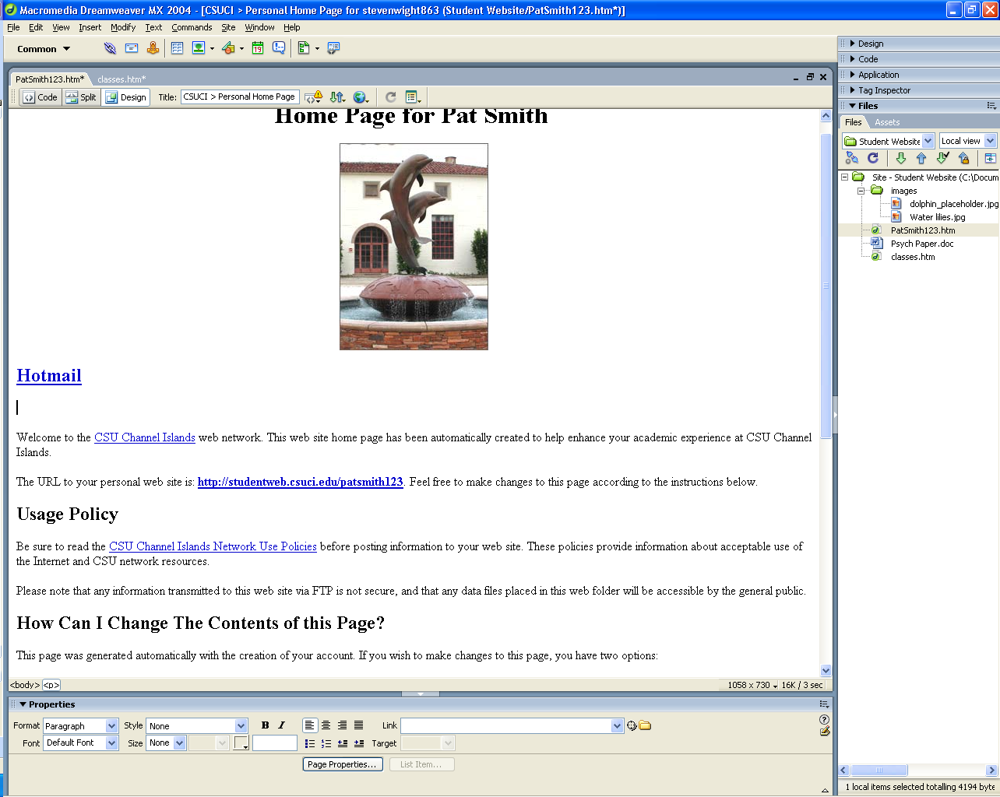 Macromedia Dreamweaver MX 2004 - [CSUCI > Personal Home Page for stevenwight863 (Student Website/PatSmith123.htm*)]
File Edit View Insert Modify Text Commands Site Window Help
Common
19
PatSmith123.htm* classes.htm*
Code Split Design Title: CSUCI > Personal Home Page
Home Page for Pat Smith
Hotmail
Welcome to the CSU Channel Islands web network. This web site home page has been automatically created to help enhance your academic experience at CSU Channel
Islands.
The URL to your personal web site is: http://studentweb.csuci.edu/patsmith123. Feel free to make changes to this page according to the instructions below.
Usage Policy
Be sure to read the CSU Channel Islands Network Use Policies before posting information to your web site. These policies provide information about acceptable use of
the Internet and CSU network resources.
Please note that any information transmitted to this web site via FTP is not secure, and that any data files placed in this web folder will be accessible by the general public.
How Can I Change The Contents of this Page?
This page was generated automatically with the creation of your account. If you wish to make changes to this page, you have two options:
<body> <p> 1058 x 730 16K / 3 sec
Properties
Format Paragraph Style None B I Link
Font Default Font Size None Target
Page Properties... List Item...
Design
Code
Application
Tag Inspector
Files
Files Assets
Student Website Local view
Site - Student Website (C:\Docum
images
dolphin_placeholder.jpg
Water lilies.jpg
PatSmith123.htm
Psych Paper.doc
classes.htm
1 local items selected totalling 4194 byte